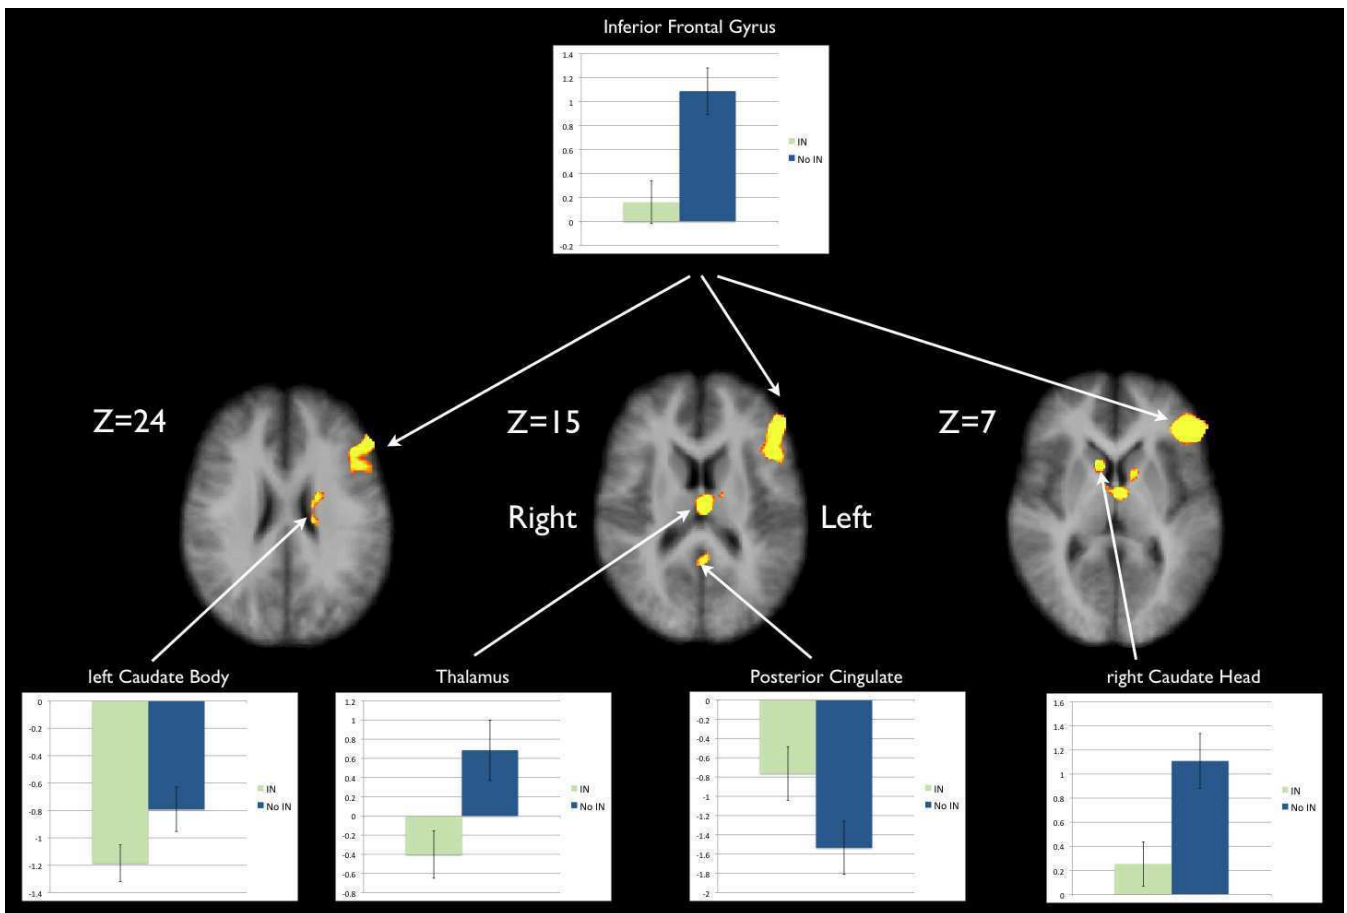 Inferior Frontal Gyrus
1.4
1.2
1
0.8
0.6
0.4
0.2
0
-0.2
IN
No IN
Z=24
Z=15
Z=7
Right
Left
left Caudate Body
0
-0.2
-0.4
-0.6
-0.8
-1
-1.2
-1.4
IN
No IN
Thalamus
1.2
1
0.8
0.6
0.4
0.2
0
-0.2
-0.4
-0.6
-0.8
IN
No IN
Posterior Cingulate
0
-0.2
-0.4
-0.6
-0.8
-1
-1.2
-1.4
-1.6
-1.8
-2
IN
No IN
right Caudate Head
1.6
1.4
1.2
1
0.8
0.6
0.4
0.2
0
IN
No IN